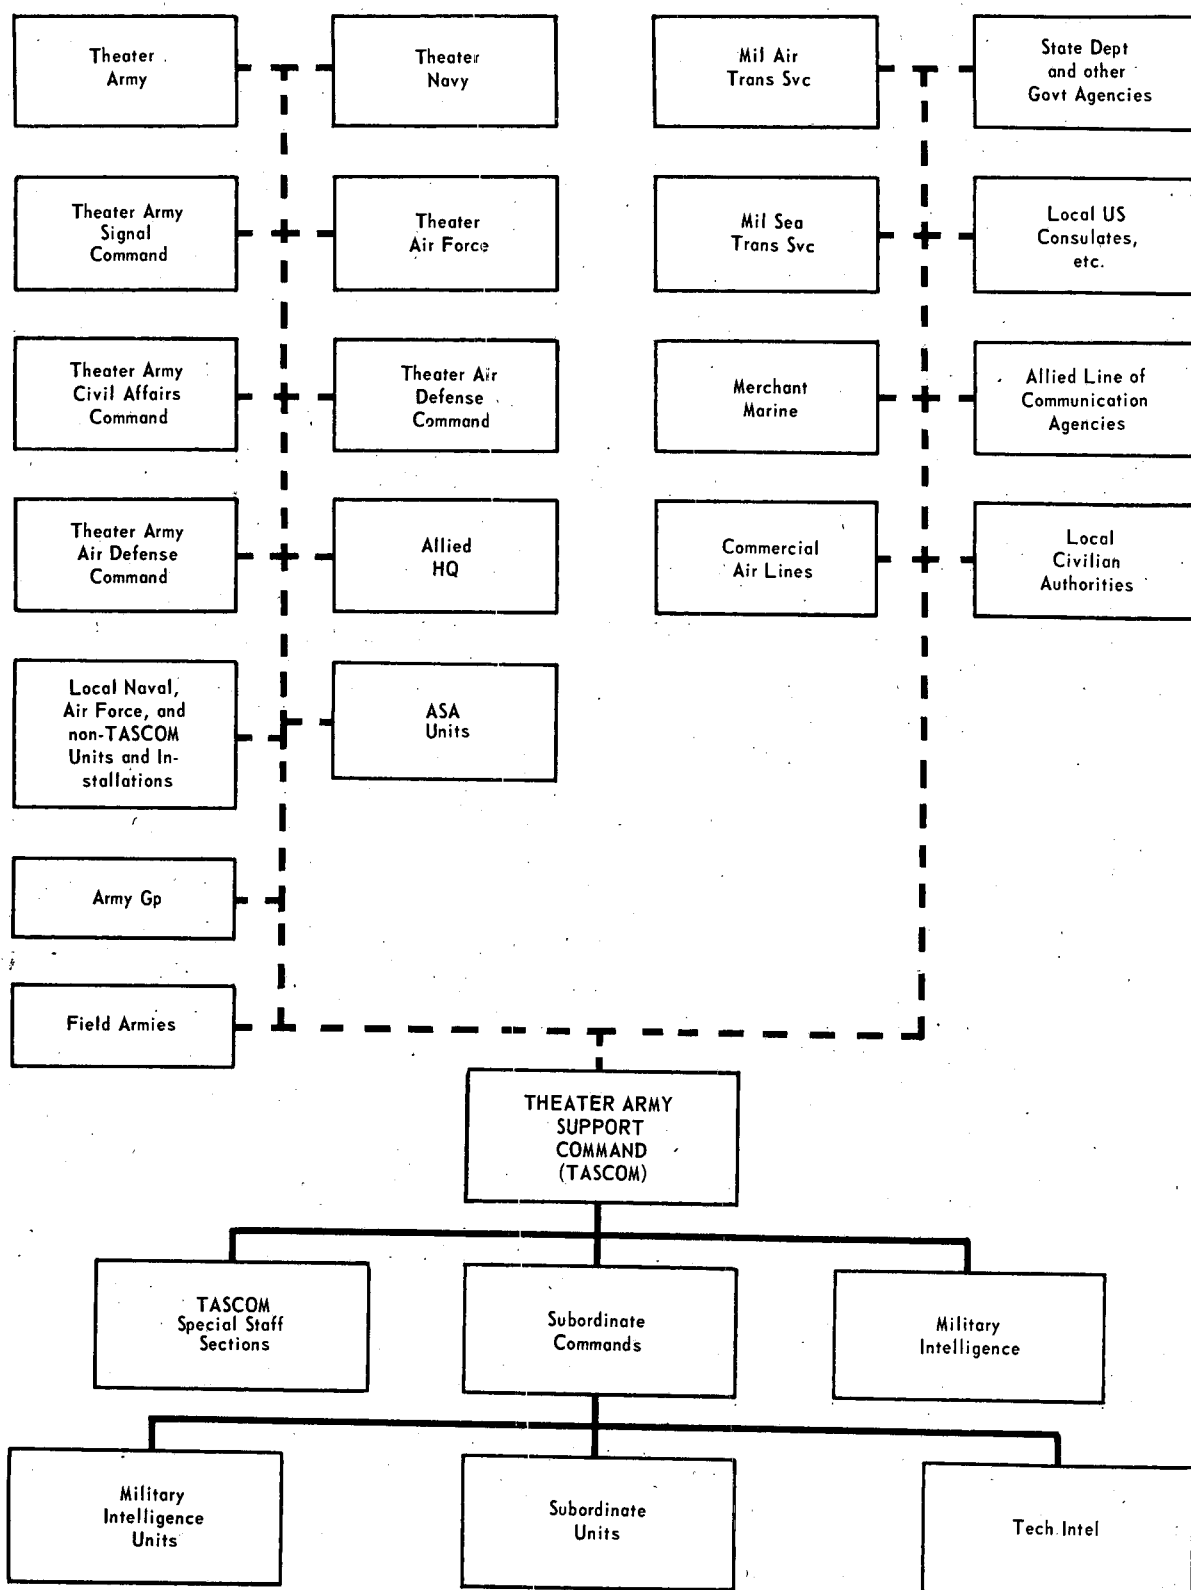 Theater
Army
Theater
Navy
Mil Air
Trans Svc
State Dept
and other
Govt Agencies
Theater Army
Signal
Command
Theater
Air Force
Mil Sea
Trans Svc
Local US
Consulates,
etc.
Theater Army
Civil Affairs
Command
Theater Air
Defense
Command
Merchant
Marine
Allied Line of
Communication
Agencies
Theater Army
Air Defense
Command
Allied
HQ
Commercial
Air Lines
Local
Civilian
Authorities
Local Naval,
Air Force, and
non-TASCOM
Units and In-
stallations
ASA
Units
Army Gp
Field Armies
THEATER ARMY
SUPPORT
COMMAND
(TASCOM)
TASCOM
Special Staff
Sections
Subordinate
Commands
Military
Intelligence
Military
Intelligence
Units
Subordinate
Units
Tech Intel